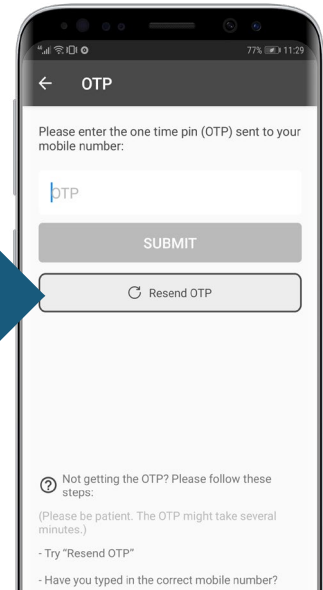 77% 11:29
OTP
Please enter the one time pin (OTP) sent to your
mobile number:
OTP
SUBMIT
Resend OTP
Not getting the OTP? Please follow these
steps:
(Please be patient. The OTP might take several
minutes.)
- Try "Resend OTP"
- Have you typed in the correct mobile number?